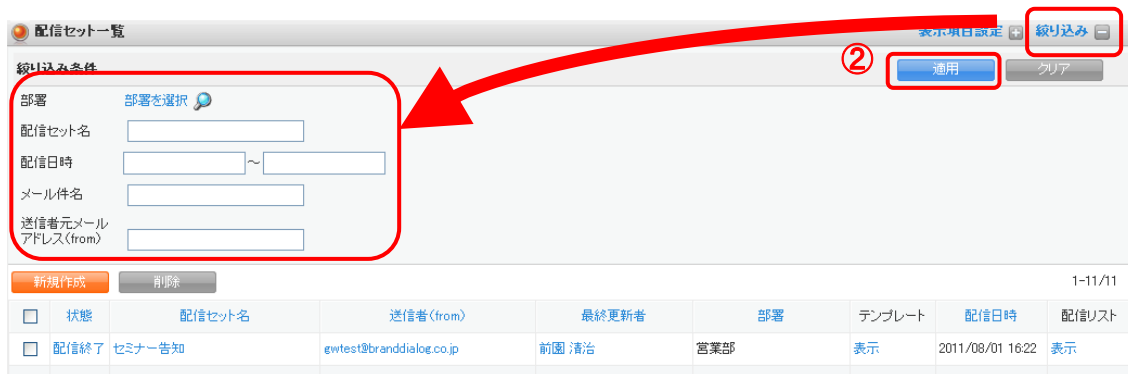 配信セット一覧
表示項目設定 絞り込み
絞り込み条件
② 適用 クリア
部署 部署を選択
配信セット名
配信日時 ～
メール件名
送信者元メール
アドレス(from)
新規作成 削除 1-11/11
状態 配信セット名 送信者(from) 最終更新者 部署 テンプレート 配信日時 配信リスト
配信終了 セミナー告知 gwtest@branddialog.co.jp 前園 清治 営業部 表示 2011/08/01 16:22 表示